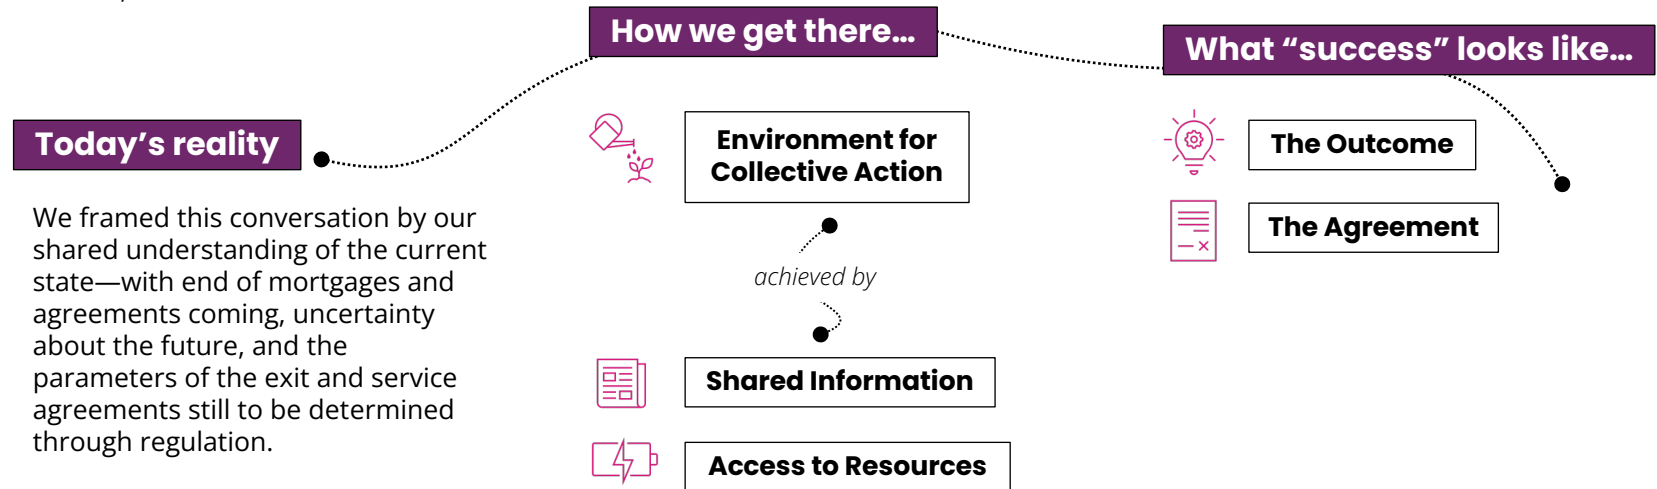 How we get there…
What “success” looks like…
Today’s reality
We framed this conversation by our
shared understanding of the current
state—with end of mortgages and
agreements coming, uncertainty
about the future, and the
parameters of the exit and service
agreements still to be determined
through regulation.
Environment for
Collective Action
achieved by
Shared Information
Access to Resources
The Outcome
The Agreement